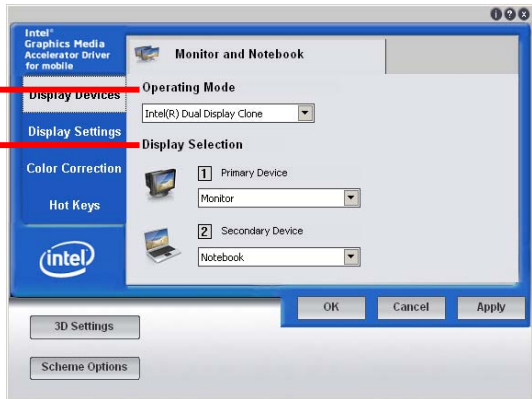 Intel®
Graphics Media
Accelerator Driver
for mobile
Monitor and Notebook
Display Devices
Display Settings
Color Correction
Hot Keys
intel
Operating Mode
Intel(R) Dual Display Clone
Display Selection
1 Primary Device
Monitor
2 Secondary Device
Notebook
OK Cancel Apply
3D Settings
Scheme Options